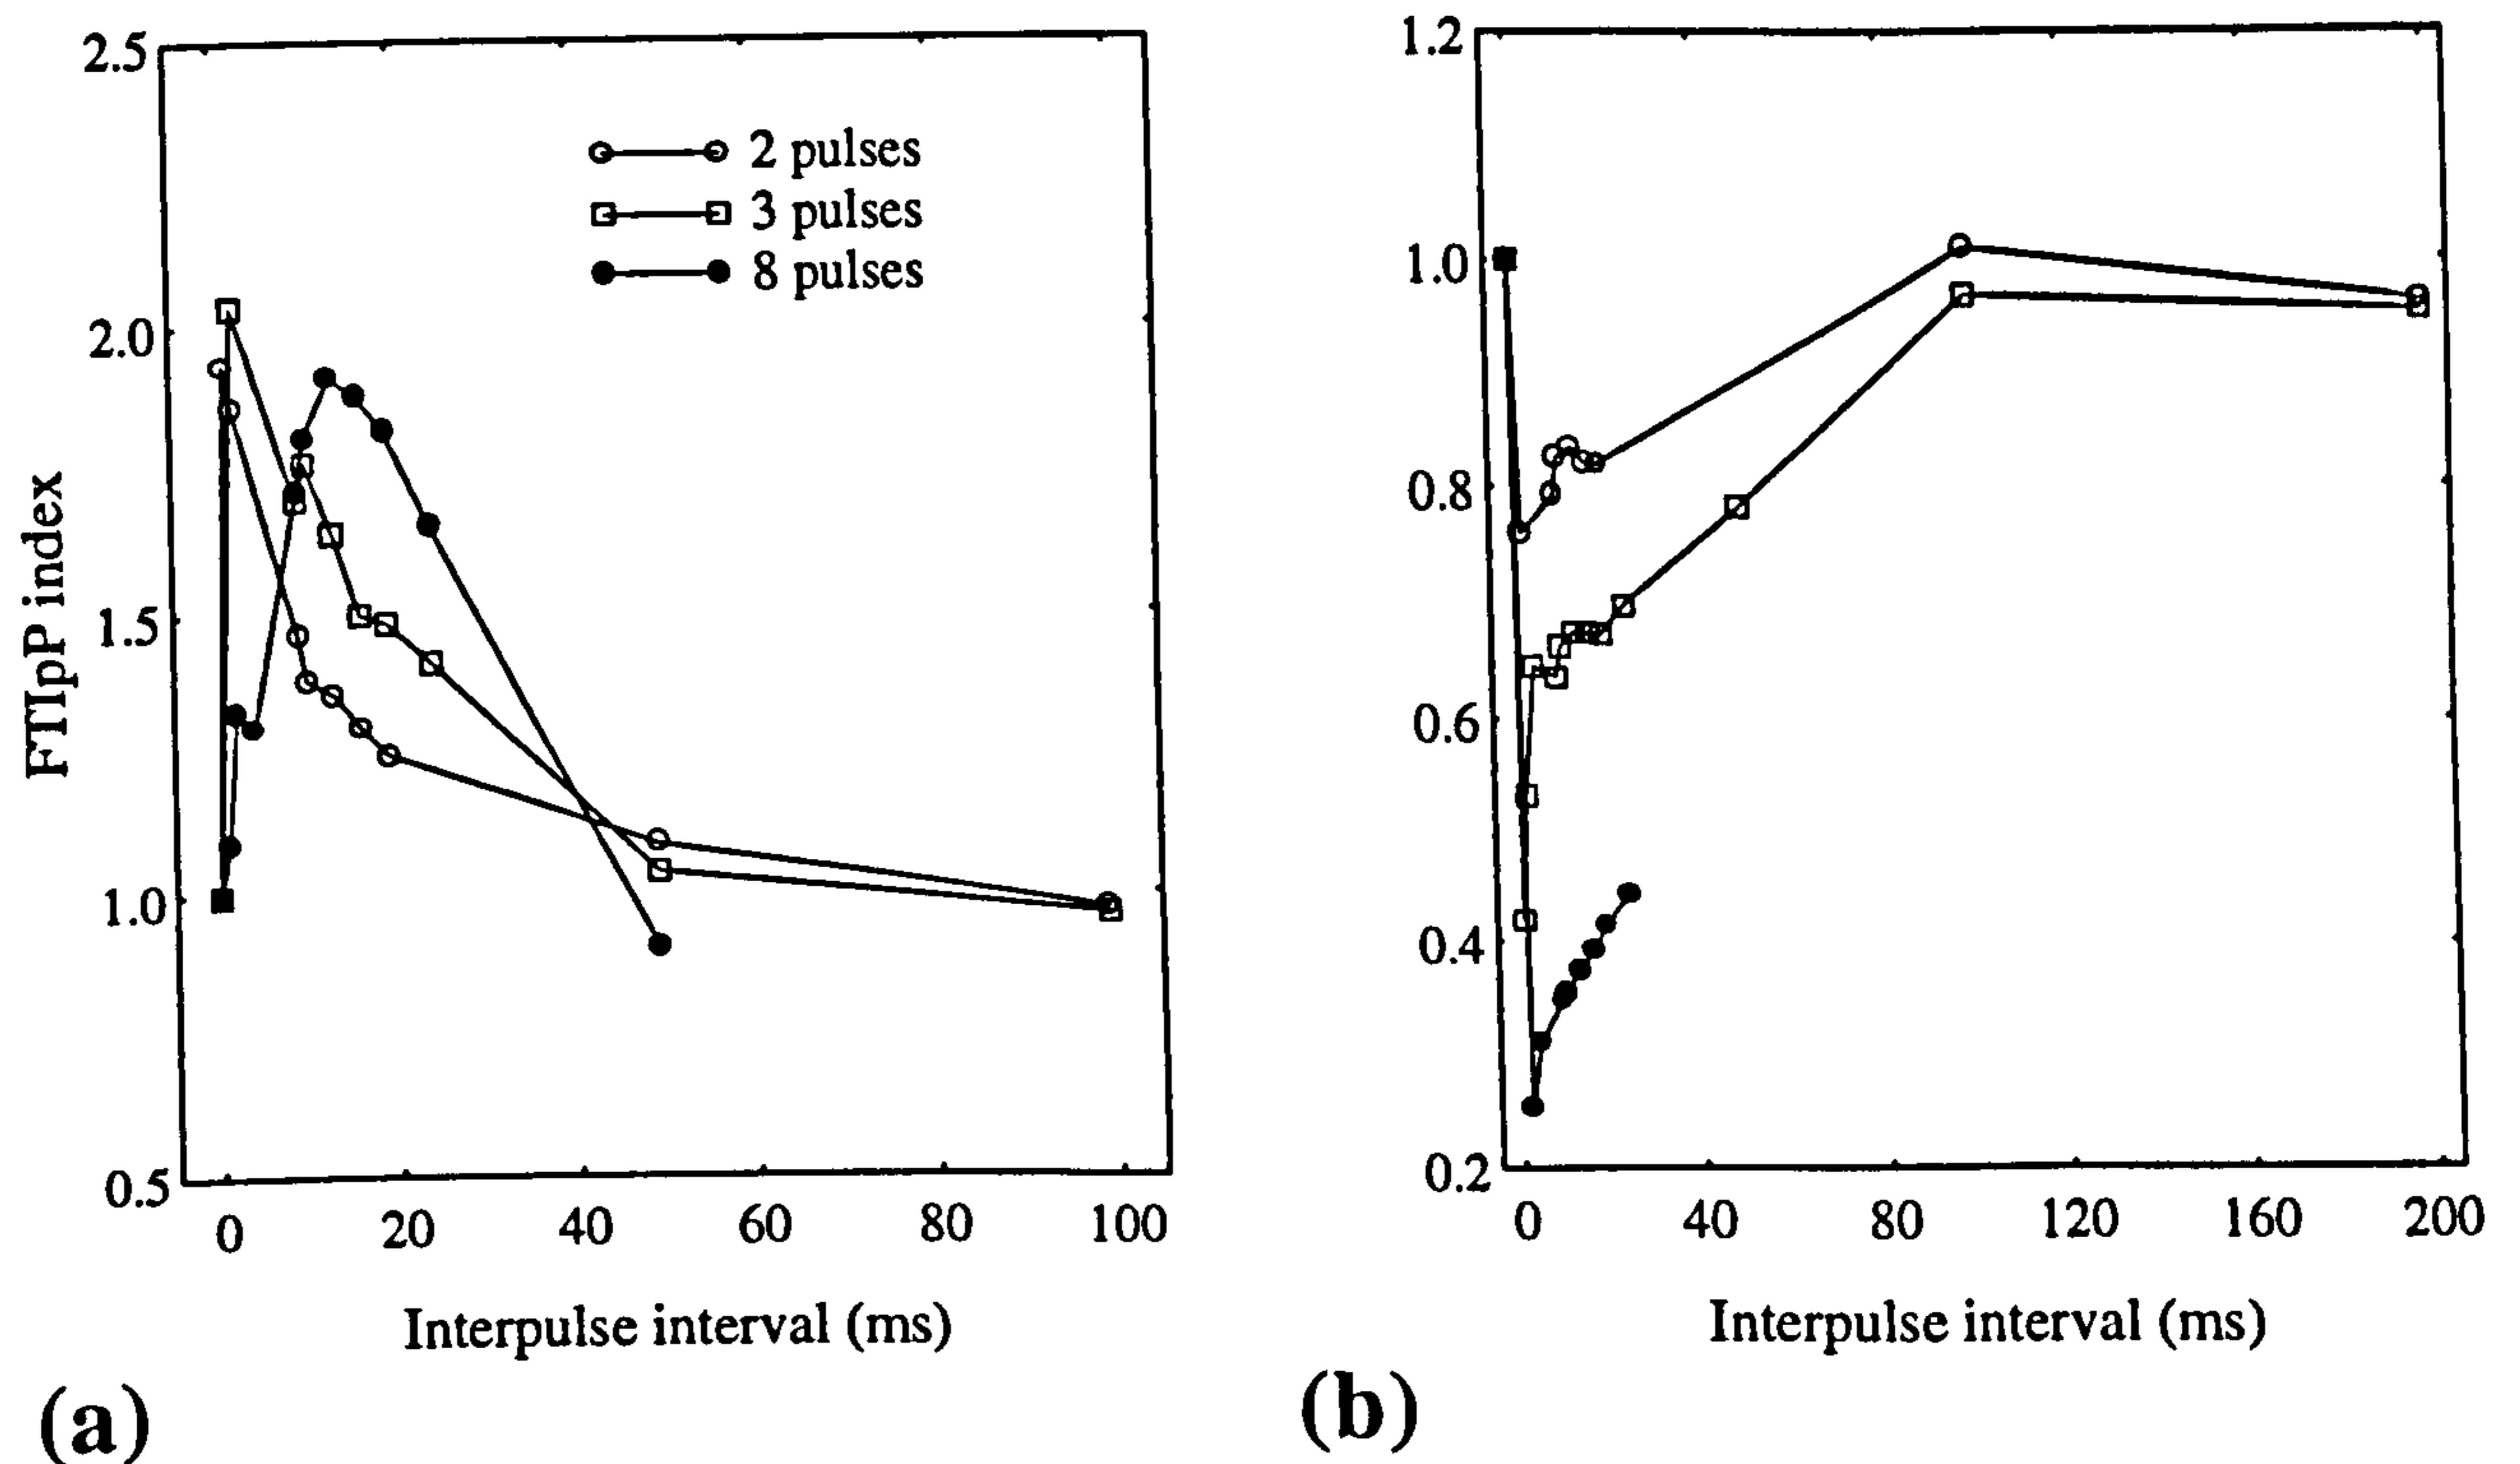 2.5
2.0
1.5
1.0
0.5
FTIpP index
2 pulses
3 pulses
8 pulses
0 20 40 60 80 100
Interpulse interval (ms)
(a)
1.2
1.0
0.8
0.6
0.4
0.2
0 40 80 120 160 200
Interpulse interval (ms)
(b)